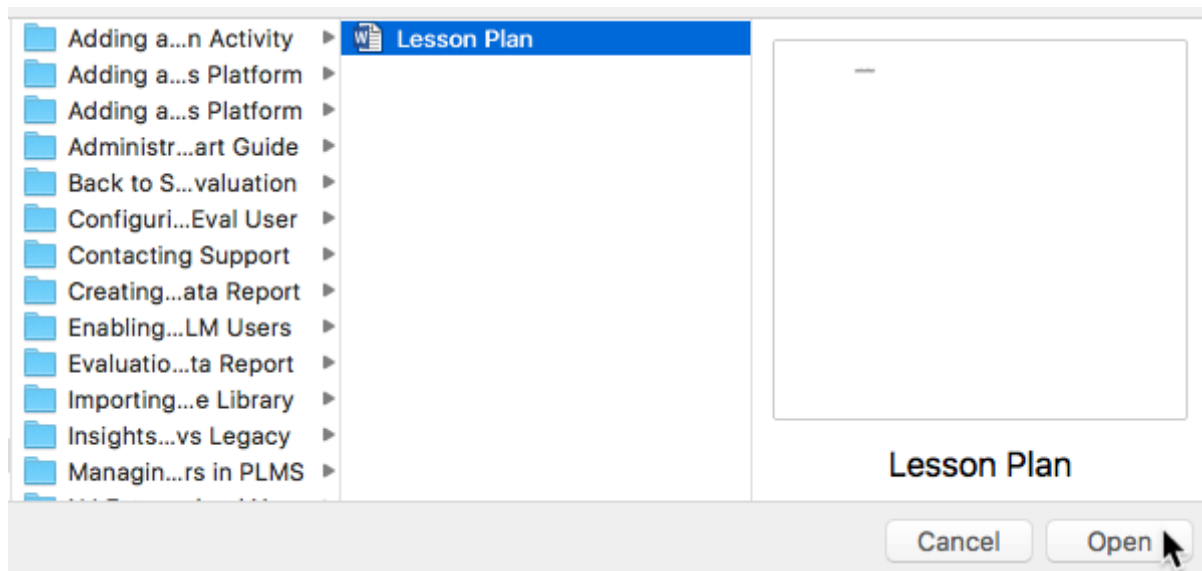 Adding a...n Activity
Adding a...s Platform
Adding a...s Platform
Administr...art Guide
Back to S...valuation
Configuri...Eval User
Contacting Support
Creating...ata Report
Enabling...LM Users
Evaluatio...ta Report
Importing...e Library
Insights...vs Legacy
Managin...rs in PLMS
Lesson Plan
Lesson Plan
Cancel
Open